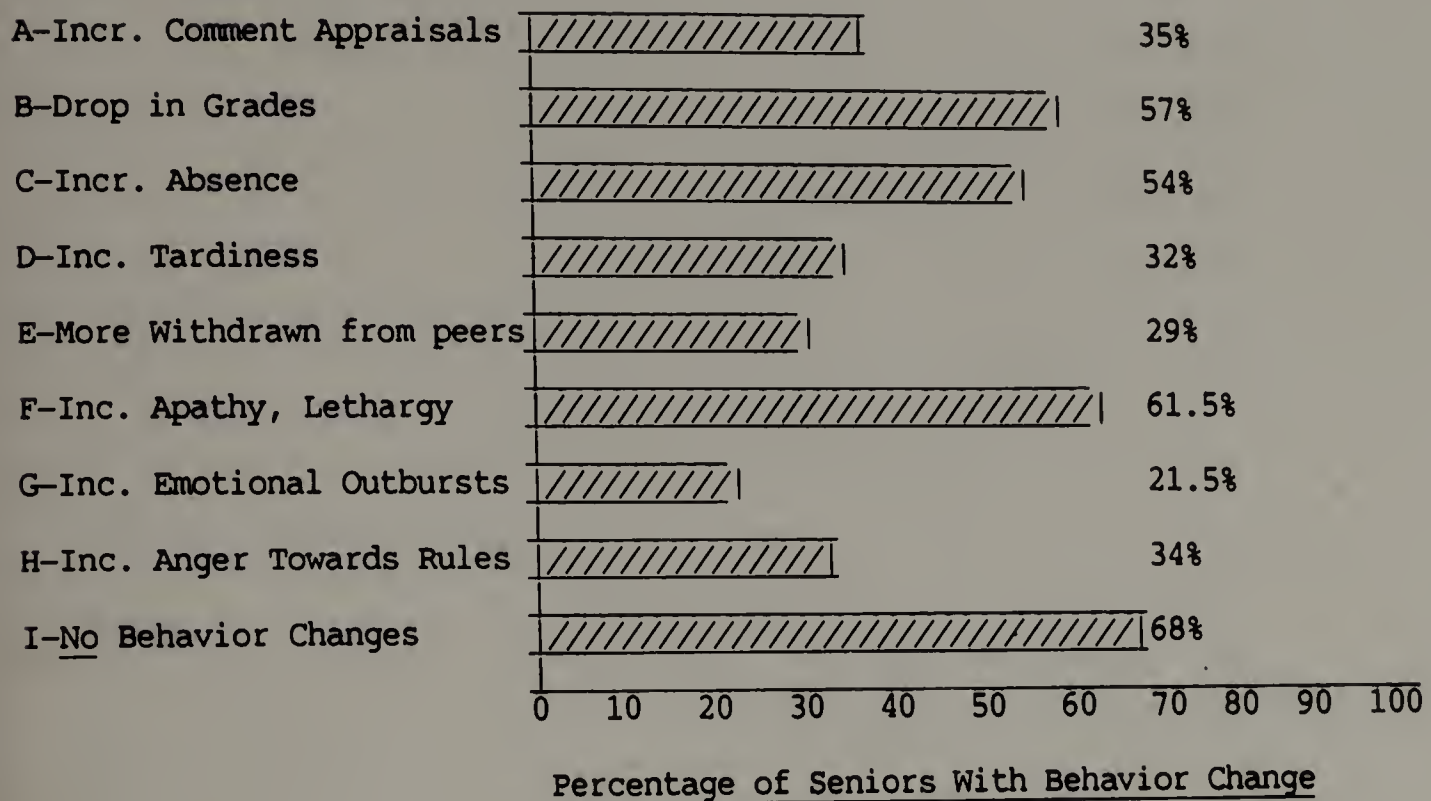 A-Incr. Comment Appraisals 35%
B-Drop in Grades 57%
C-Incr. Absence 54%
D-Inc. Tardiness 32%
E-More Withdrawn from peers 29%
F-Inc. Apathy, Lethargy 61.5%
G-Inc. Emotional Outbursts 21.5%
H-Inc. Anger Towards Rules 34%
I-No Behavior Changes 68%
0 10 20 30 40 50 60 70 80 90 100
Percentage of Seniors With Behavior Change